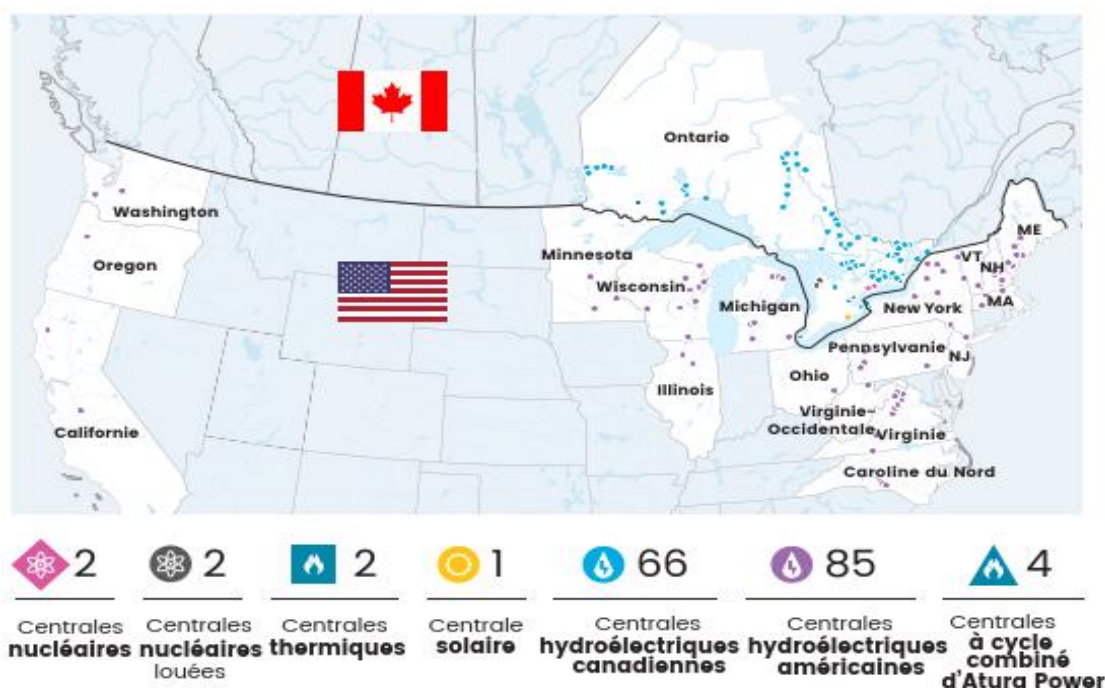 Ontario
Washington
Oregon
Minnesota
Wisconsin
Michigan
ME
VT
NH
MA
New York
Pennsylvanie
NJ
Ohio
Illinois
Virginie-
Occidentale
Virginie
Californie
Caroline du Nord
2
2
2
1
66
85
4
Centrales
nucléaires
Centrales
nucléaires
louées
Centrales
thermiques
Centrale
solaire
Centrales
hydroélectriques
canadiennes
Centrales
hydroélectriques
américaines
Centrales
à cycle
combiné
d'Atura Power